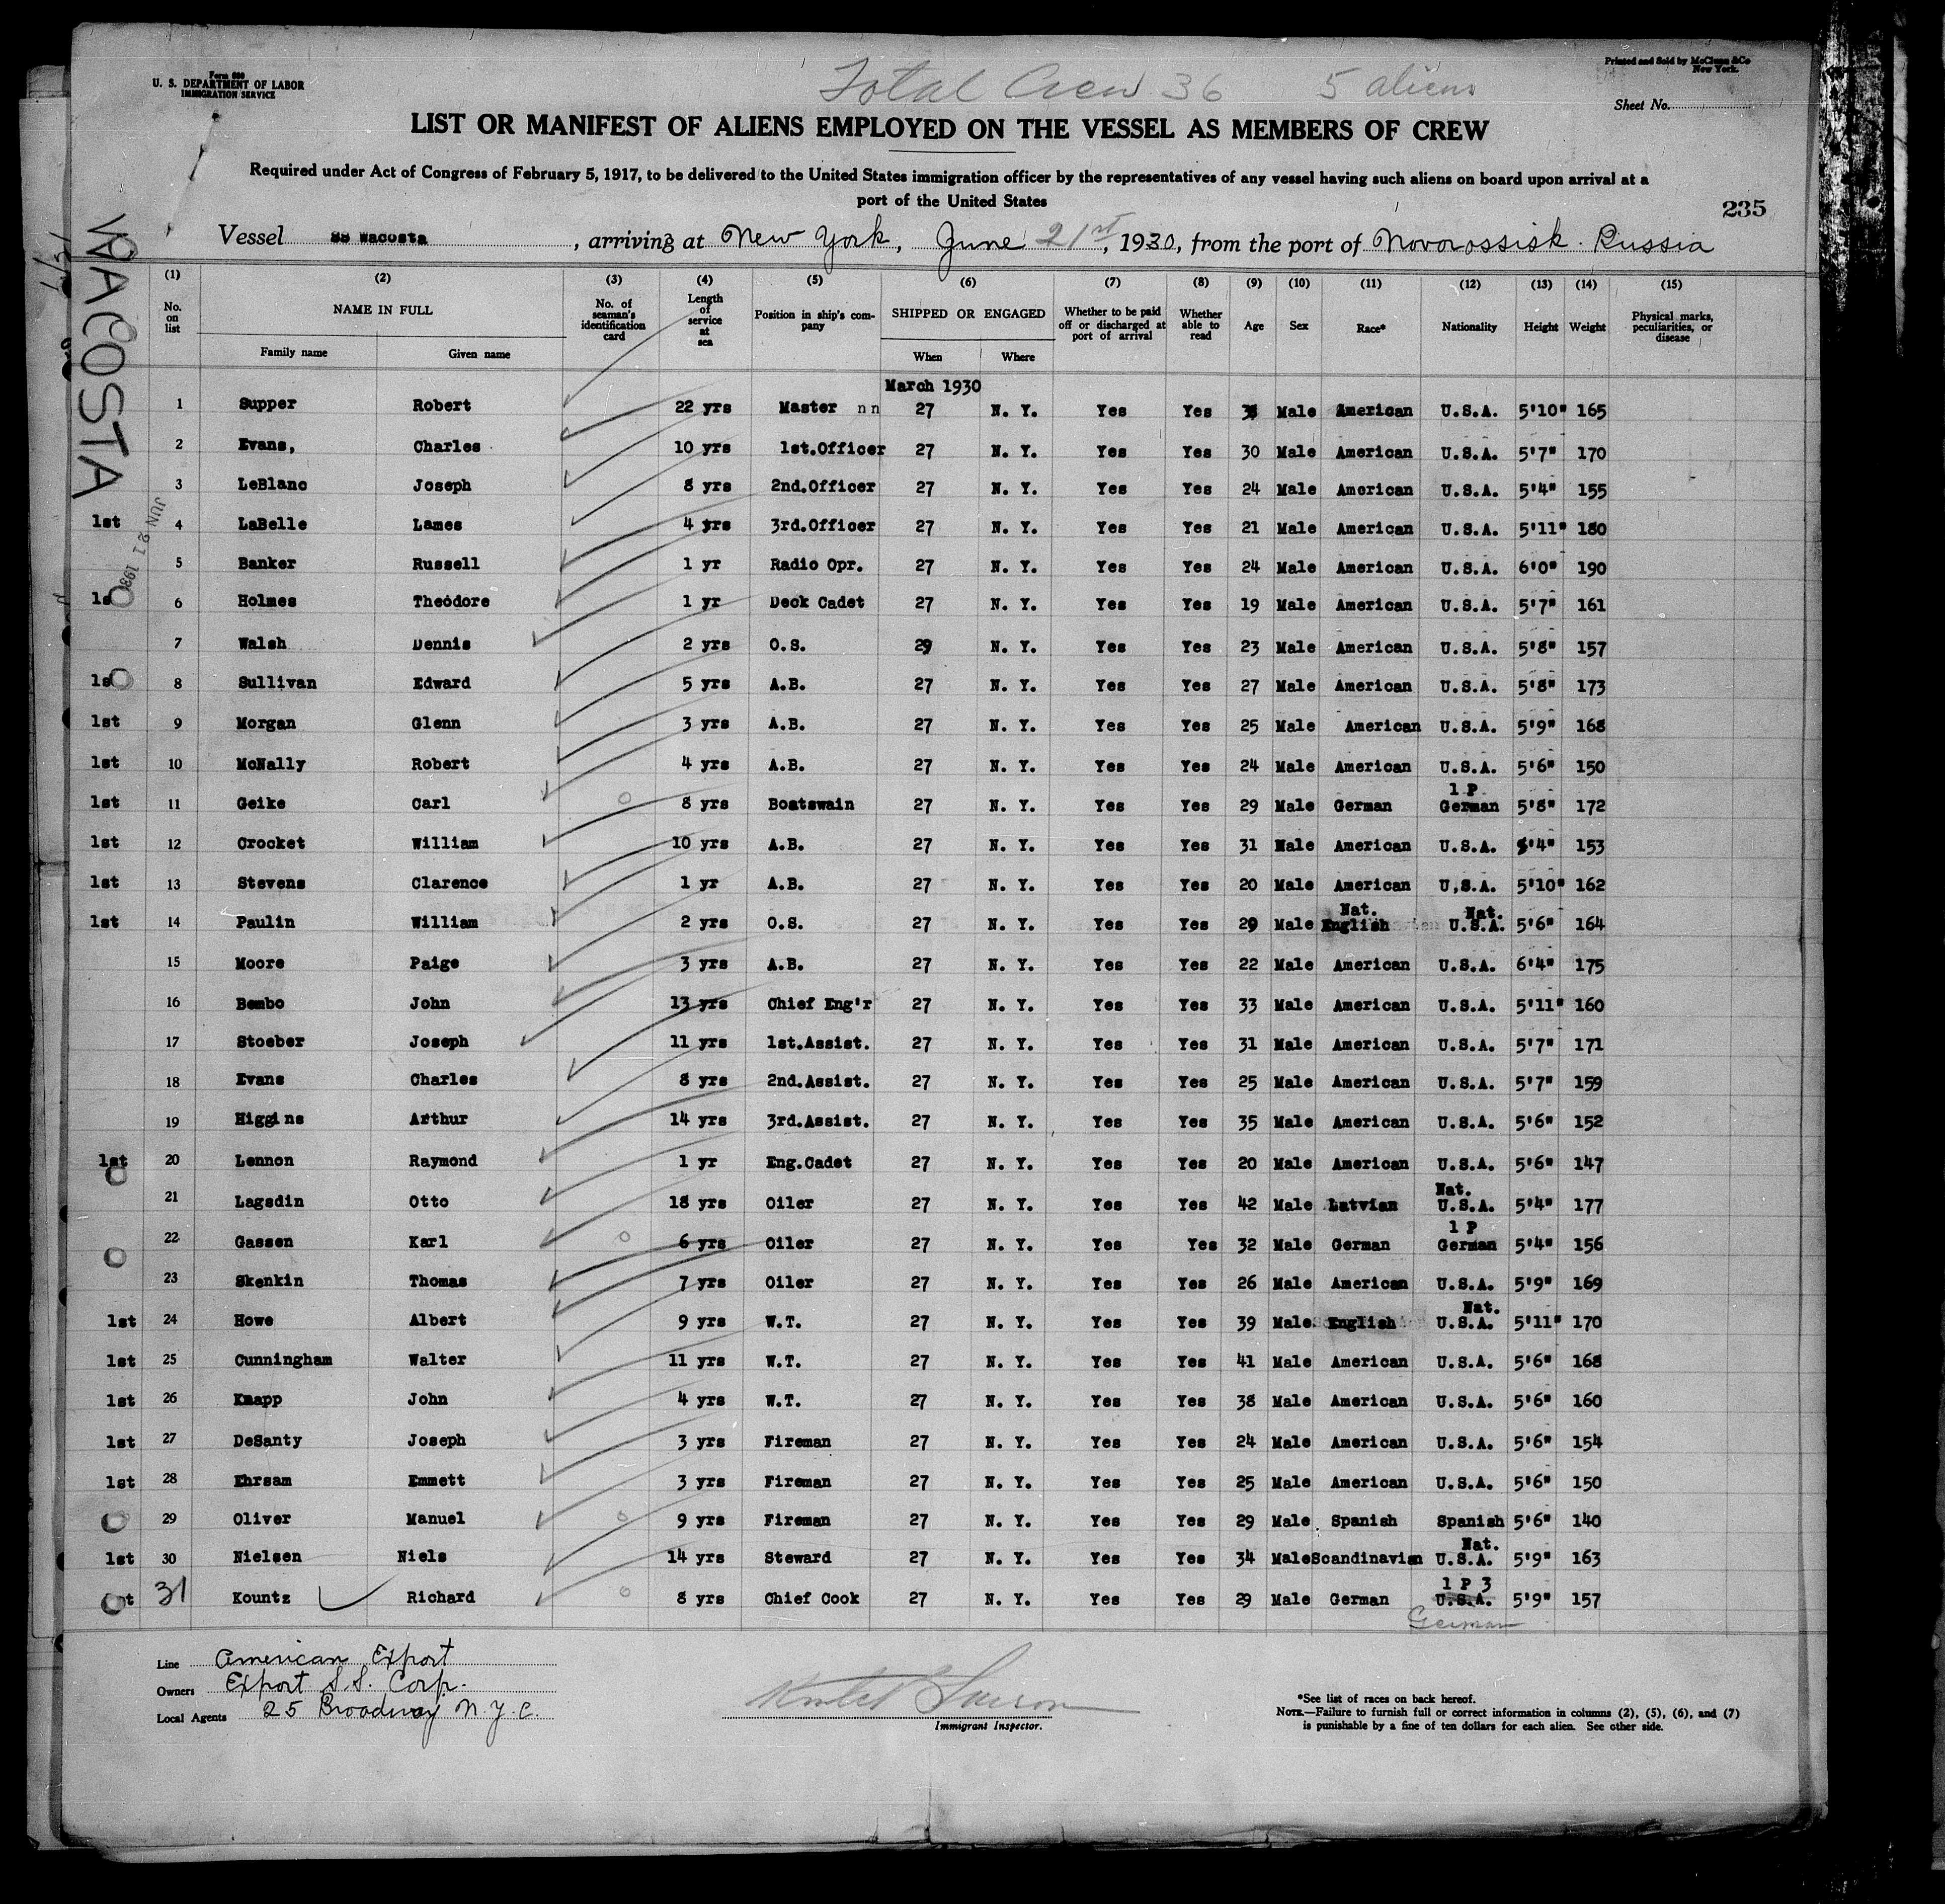 Form 680
U. S. DEPARTMENT OF LABOR
IMMIGRATION SERVICE
Total Crew 36 5 aliens
Printed and Sold by McClunn & Co
New York.
Sheet No.
LIST OR MANIFEST OF ALIENS EMPLOYED ON THE VESSEL AS MEMBERS OF CREW
Required under Act of Congress of February 5, 1917, to be delivered to the United States immigration officer by the representatives of any vessel having such aliens on board upon arrival at a
port of the United States
235
Vessel SS Wacosta, arriving at New York, June 21st, 1930, from the port of Novorossisk Russia
WACOSTA
JUN 21 1930
(1) (2) (3) (4) (5) (6) (7) (8) (9) (10) (11) (12) (13) (14) (15)
No. on list NAME IN FULL No. of seaman's identification card Length of service at sea Position in ship's company SHIPPED OR ENGAGED Whether to be paid off or discharged at port of arrival Whether able to read Age Sex Race* Nationality Height Weight Physical marks, peculiarities, or disease
Family name Given name When Where
March 1930
1 Supper Robert 22 yrs Master nn 27 N. Y. Yes Yes Male American U.S.A. 5'10" 165
2 Evans, Charles 10 yrs 1st.Officer 27 N. Y. Yes Yes 30 Male American U.S.A. 5'7" 170
3 LeBlanc Joseph 8 yrs 2nd.Officer 27 N. Y. Yes Yes 24 Male American U.S.A. 5'4" 155
1st 4 LaBelle Lames 4 yrs 3rd.Officer 27 N. Y. Yes Yes 21 Male American U.S.A. 5'11" 180
5 Banker Russell 1 yr Radio Opr. 27 N. Y. Yes Yes 24 Male American U.S.A. 6'0" 190
1s 6 Holmes Theodore 1 yr Deck Cadet 27 N. Y. Yes Yes 19 Male American U.S.A. 5'7" 161
7 Walsh Dennis 2 yrs O.S. 29 N. Y. Yes Yes 23 Male American U.S.A. 5'8" 157
1s 8 Sullivan Edward 5 yrs A.B. 27 N. Y. Yes Yes 27 Male American U.S.A. 5'8" 173
1st 9 Morgan Glenn 3 yrs A.B. 27 N. Y. Yes Yes 25 Male American U.S.A. 5'9" 168
1st 10 McNally Robert 4 yrs A.B. 27 N. Y. Yes Yes 24 Male American U.S.A. 5'6" 150
1 P
1st 11 Geike Carl 8 yrs Boatswain 27 N. Y. Yes Yes 29 Male German German 5'8" 172
1st 12 Crocket William 10 yrs A.B. 27 N. Y. Yes Yes 31 Male American U.S.A. 5'4" 153
1st 13 Stevens Clarence 1 yr A.B. 27 N. Y. Yes Yes 20 Male American U,S.A. 5'10" 162
Nat. Nat.
1st 14 Paulin William 2 yrs O.S. 27 N. Y. Yes Yes 29 Male English U.S.A. 5'6" 164
15 Moore Paige 3 yrs A.B. 27 N. Y. Yes Yes 22 Male American U.S.A. 6'4" 175
16 Bembo John 13 yrs Chief Eng'r 27 N. Y. Yes Yes 33 Male American U.S.A. 5'11" 160
17 Stoeber Joseph 11 yrs 1st.Assist. 27 N. Y. Yes Yes 31 Male American U.S.A. 5'7" 171
18 Evans Charles 8 yrs 2nd.Assist. 27 N. Y. Yes Yes 25 Male American U.S.A. 5'7" 159
19 Higgins Arthur 14 yrs 3rd.Assist. 27 N. Y. Yes Yes 35 Male American U.S.A. 5'6" 152
1st 20 Lennon Raymond 1 yr Eng.Cadet 27 N. Y. Yes Yes 20 Male American U.S.A. 5'6" 147
Nat.
21 Lagsdin Otto 18 yrs Oiler 27 N. Y. Yes Yes 42 Male Latvian U.S.A. 5'4" 177
1 P
22 Gassen Karl 6 yrs Oiler 27 N. Y. Yes Yes 32 Male German German 5'4" 156
23 Skenkin Thomas 7 yrs Oiler 27 N. Y. Yes Yes 26 Male American U.S.A. 5'9" 169
Nat.
1st 24 Howe Albert 9 yrs W.T. 27 N. Y. Yes Yes 39 Male English U.S.A. 5'11" 170
1st 25 Cunningham Walter 11 yrs W.T. 27 N. Y. Yes Yes 41 Male American U.S.A. 5'6" 168
1st 26 Knapp John 4 yrs W.T. 27 N. Y. Yes Yes 38 Male American U.S.A. 5'6" 160
1st 27 DeSanty Joseph 3 yrs Fireman 27 N. Y. Yes Yes 24 Male American U.S.A. 5'6" 154
1st 28 Ehrsam Emmett 3 yrs Fireman 27 N. Y. Yes Yes 25 Male American U.S.A. 5'6" 150
29 Oliver Manuel 9 yrs Fireman 27 N. Y. Yes Yes 29 Male Spanish Spanish 5'6" 140
Nat.
1st 30 Nielsen Niels 14 yrs Steward 27 N. Y. Yes Yes 34 Male Scandinavian U.S.A. 5'9" 163
1 P 3
31 Kountz Richard 8 yrs Chief Cook 27 N. Y. Yes Yes 29 Male German U.S.A. 5'9" 157
German
Line American Export
Owners Export S.S. Corp.
Local Agents 25 Broadway N.Y.C.
Immigrant Inspector.
*See list of races on back hereof.
NOTE.—Failure to furnish full or correct information in columns (2), (5), (6), and (7)
is punishable by a fine of ten dollars for each alien. See other side.